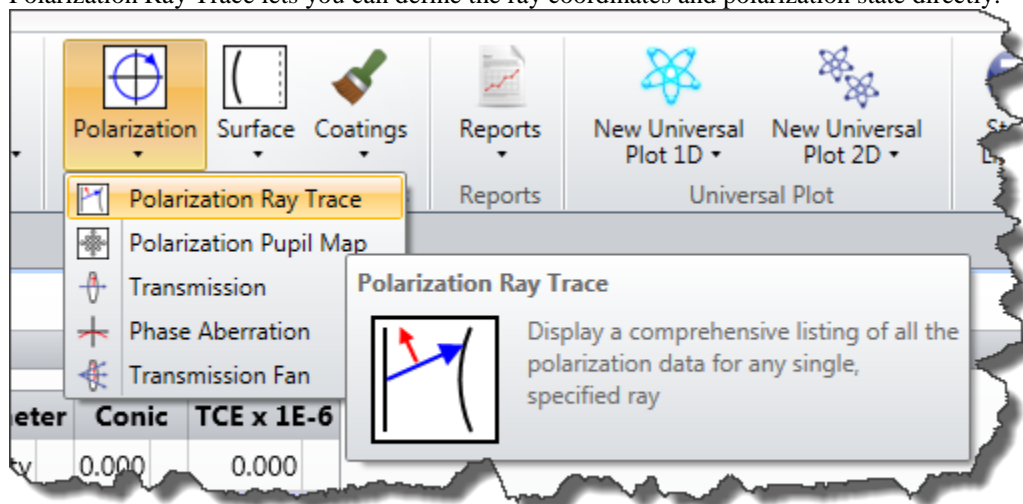 Polarization Ray Trace lets you can define the ray coordinates and polarization state directly.
Polarization Surface Coatings Reports New Universal New Universal
Plot 1D Plot 2D
Reports Universal Plot
Polarization Ray Trace
Polarization Pupil Map
Transmission
Phase Aberration
Transmission Fan
Polarization Ray Trace
Display a comprehensive listing of all the
polarization data for any single,
specified ray
Conic TCE x 1E-6
0.000 0.000